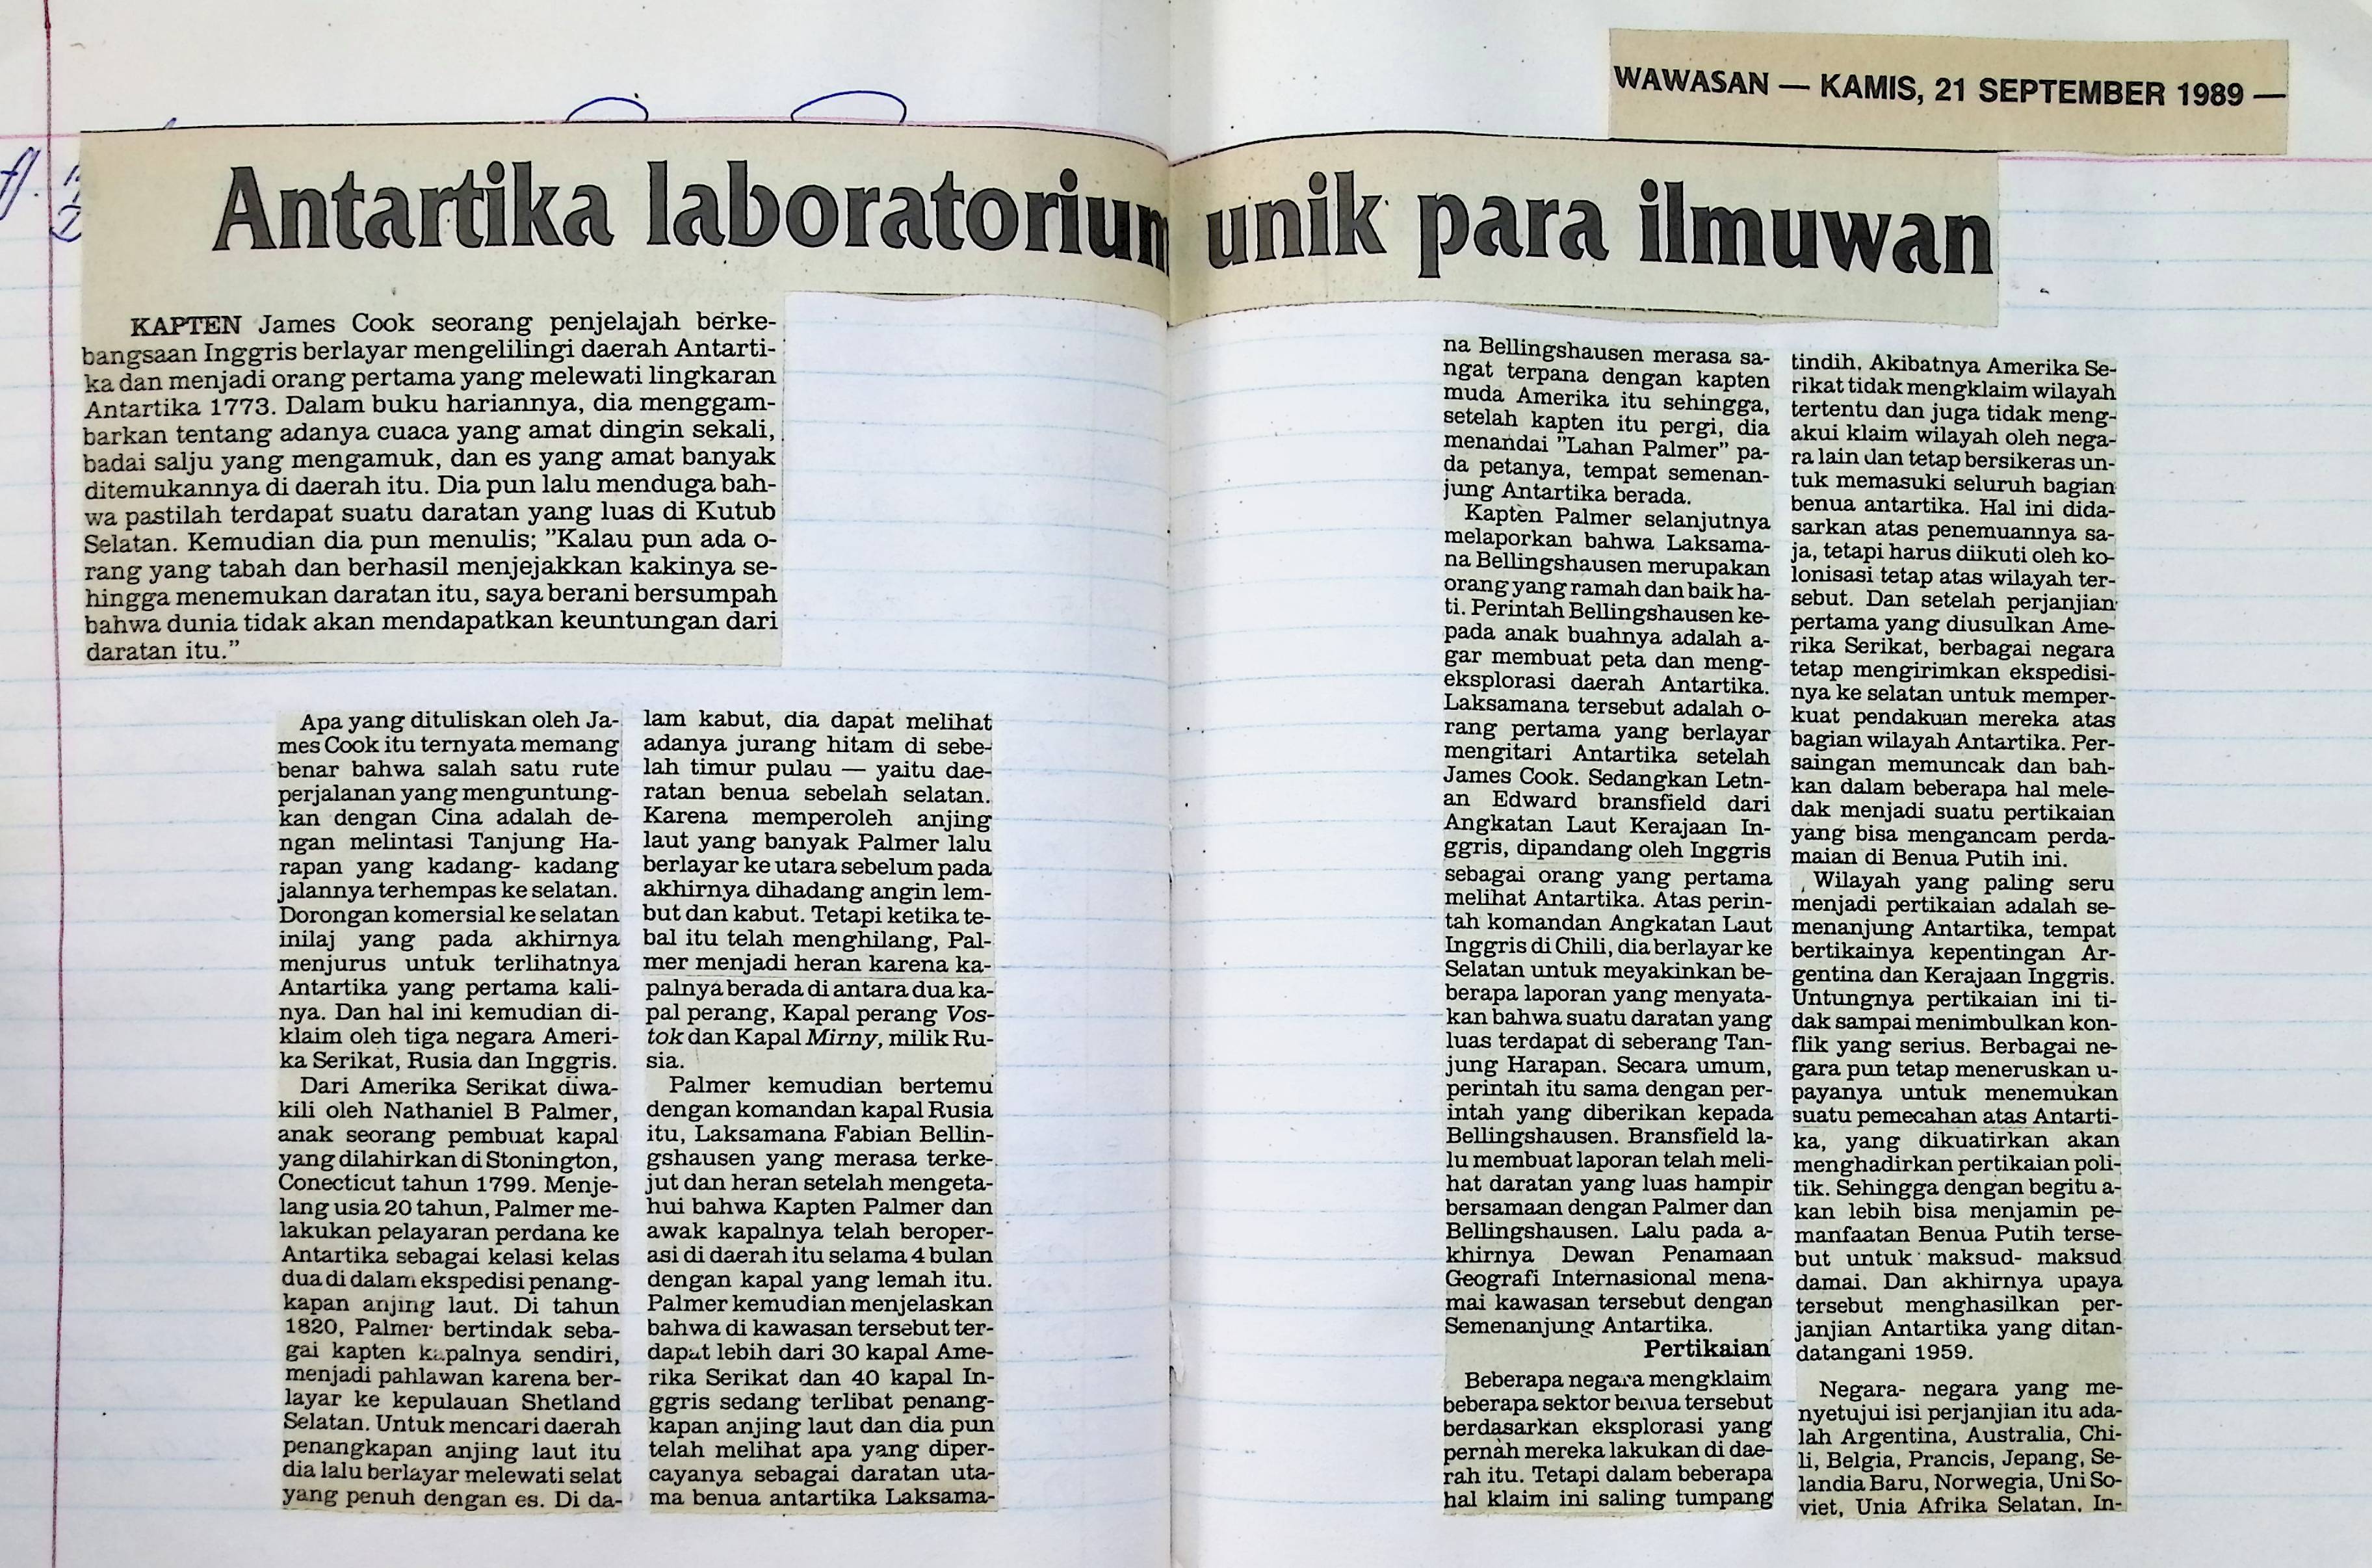 WAWASAN — KAMIS, 21 SEPTEMBER 1989 —
Antartika laboratorium unik para ilmuwan
KAPTEN James Cook seorang penjelajah berke-
bangsaan Inggris berlayar mengelilingi daerah Antarti-
ka dan menjadi orang pertama yang melewati lingkaran
Antartika 1773. Dalam buku hariannya, dia menggam-
barkan tentang adanya cuaca yang amat dingin sekali,
badai salju yang mengamuk, dan es yang amat banyak
ditemukannya di daerah itu. Dia pun lalu menduga bah-
wa pastilah terdapat suatu daratan yang luas di Kutub
Selatan. Kemudian dia pun menulis; ”Kalau pun ada o-
rang yang tabah dan berhasil menjejakkan kakinya se-
hingga menemukan daratan itu, saya berani bersumpah
bahwa dunia tidak akan mendapatkan keuntungan dari
daratan itu.”
Apa yang dituliskan oleh Ja-
mes Cook itu ternyata memang
benar bahwa salah satu rute
perjalanan yang menguntung-
kan dengan Cina adalah de-
ngan melintasi Tanjung Ha-
rapan yang kadang- kadang
jalannya terhempas ke selatan.
Dorongan komersial ke selatan
inilaj yang pada akhirnya
menjurus untuk terlihatnya
Antartika yang pertama kali-
nya. Dan hal ini kemudian di-
klaim oleh tiga negara Ameri-
ka Serikat, Rusia dan Inggris.
Dari Amerika Serikat diwa-
kili oleh Nathaniel B Palmer,
anak seorang pembuat kapal
yang dilahirkan di Stonington,
Conecticut tahun 1799. Menje-
lang usia 20 tahun, Palmer me-
lakukan pelayaran perdana ke
Antartika sebagai kelasi kelas
dua di dalam ekspedisi penang-
kapan anjing laut. Di tahun
1820, Palmer bertindak seba-
gai kapten kapalnya sendiri,
menjadi pahlawan karena ber-
layar ke kepulauan Shetland
Selatan. Untuk mencari daerah
penangkapan anjing laut itu
dia lalu berlayar melewati selat
yang penuh dengan es. Di da-
lam kabut, dia dapat melihat
adanya jurang hitam di sebe-
lah timur pulau — yaitu dae-
ratan benua sebelah selatan.
Karena memperoleh anjing
laut yang banyak Palmer lalu
berlayar ke utara sebelum pada
akhirnya dihadang angin lem-
but dan kabut. Tetapi ketika te-
bal itu telah menghilang, Pal-
mer menjadi heran karena ka-
palnya berada di antara dua ka-
pal perang, Kapal perang Vos-
tok dan Kapal Mirny, milik Ru-
sia.
Palmer kemudian bertemu
dengan komandan kapal Rusia
itu, Laksamana Fabian Bellin-
gshausen yang merasa terke-
jut dan heran setelah mengeta-
hui bahwa Kapten Palmer dan
awak kapalnya telah beroper-
asi di daerah itu selama 4 bulan
dengan kapal yang lemah itu.
Palmer kemudian menjelaskan
bahwa di kawasan tersebut ter-
dapat lebih dari 30 kapal Ame-
rika Serikat dan 40 kapal In-
ggris sedang terlibat penang-
kapan anjing laut dan dia pun
telah melihat apa yang diper-
cayanya sebagai daratan uta-
ma benua antartika Laksama-
na Bellingshausen merasa sa-
ngat terpana dengan kapten
muda Amerika itu sehingga,
setelah kapten itu pergi, dia
menandai ”Lahan Palmer” pa-
da petanya, tempat semenan-
jung Antartika berada.
Kapten Palmer selanjutnya
melaporkan bahwa Laksama-
na Bellingshausen merupakan
orang yang ramah dan baik ha-
ti. Perintah Bellingshausen ke-
pada anak buahnya adalah a-
gar membuat peta dan meng-
eksplorasi daerah Antartika.
Laksamana tersebut adalah o-
rang pertama yang berlayar
mengitari Antartika setelah
James Cook. Sedangkan Letn-
an Edward bransfield dari
Angkatan Laut Kerajaan In-
ggris, dipandang oleh Inggris
sebagai orang yang pertama
melihat Antartika. Atas perin-
tah komandan Angkatan Laut
Inggris di Chili, dia berlayar ke
Selatan untuk meyakinkan be-
berapa laporan yang menyata-
kan bahwa suatu daratan yang
luas terdapat di seberang Tan-
jung Harapan. Secara umum,
perintah itu sama dengan per-
intah yang diberikan kepada
Bellingshausen. Bransfield la-
lu membuat laporan telah meli-
hat daratan yang luas hampir
bersamaan dengan Palmer dan
Bellingshausen. Lalu pada a-
khirnya Dewan Penamaan
Geografi Internasional mena-
mai kawasan tersebut dengan
Semenanjung Antartika.
Pertikaian
Beberapa negara mengklaim
beberapa sektor benua tersebut
berdasarkan eksplorasi yang
pernah mereka lakukan di dae-
rah itu. Tetapi dalam beberapa
hal klaim ini saling tumpang
tindih. Akibatnya Amerika Se-
rikat tidak mengklaim wilayah
tertentu dan juga tidak meng-
akui klaim wilayah oleh nega-
ra lain dan tetap bersikeras un-
tuk memasuki seluruh bagian
benua antartika. Hal ini dida-
sarkan atas penemuannya sa-
ja, tetapi harus diikuti oleh ko-
lonisasi tetap atas wilayah ter-
sebut. Dan setelah perjanjian
pertama yang diusulkan Ame-
rika Serikat, berbagai negara
tetap mengirimkan ekspedisi-
nya ke selatan untuk memper-
kuat pendakuan mereka atas
bagian wilayah Antartika. Per-
saingan memuncak dan bah-
kan dalam beberapa hal mele-
dak menjadi suatu pertikaian
yang bisa mengancam perda-
maian di Benua Putih ini.
Wilayah yang paling seru
menjadi pertikaian adalah se-
menanjung Antartika, tempat
bertikainya kepentingan Ar-
gentina dan Kerajaan Inggris.
Untungnya pertikaian ini ti-
dak sampai menimbulkan kon-
flik yang serius. Berbagai ne-
gara pun tetap meneruskan u-
payanya untuk menemukan
suatu pemecahan atas Antarti-
ka, yang dikuatirkan akan
menghadirkan pertikaian poli-
tik. Sehingga dengan begitu a-
kan lebih bisa menjamin pe-
manfaatan Benua Putih terse-
but untuk maksud- maksud
damai. Dan akhirnya upaya
tersebut menghasilkan per-
janjian Antartika yang ditan-
datangani 1959.
Negara- negara yang me-
nyetujui isi perjanjian itu ada-
lah Argentina, Australia, Chi-
li, Belgia, Prancis, Jepang, Se-
landia Baru, Norwegia, Uni So-
viet, Unia Afrika Selatan. In-